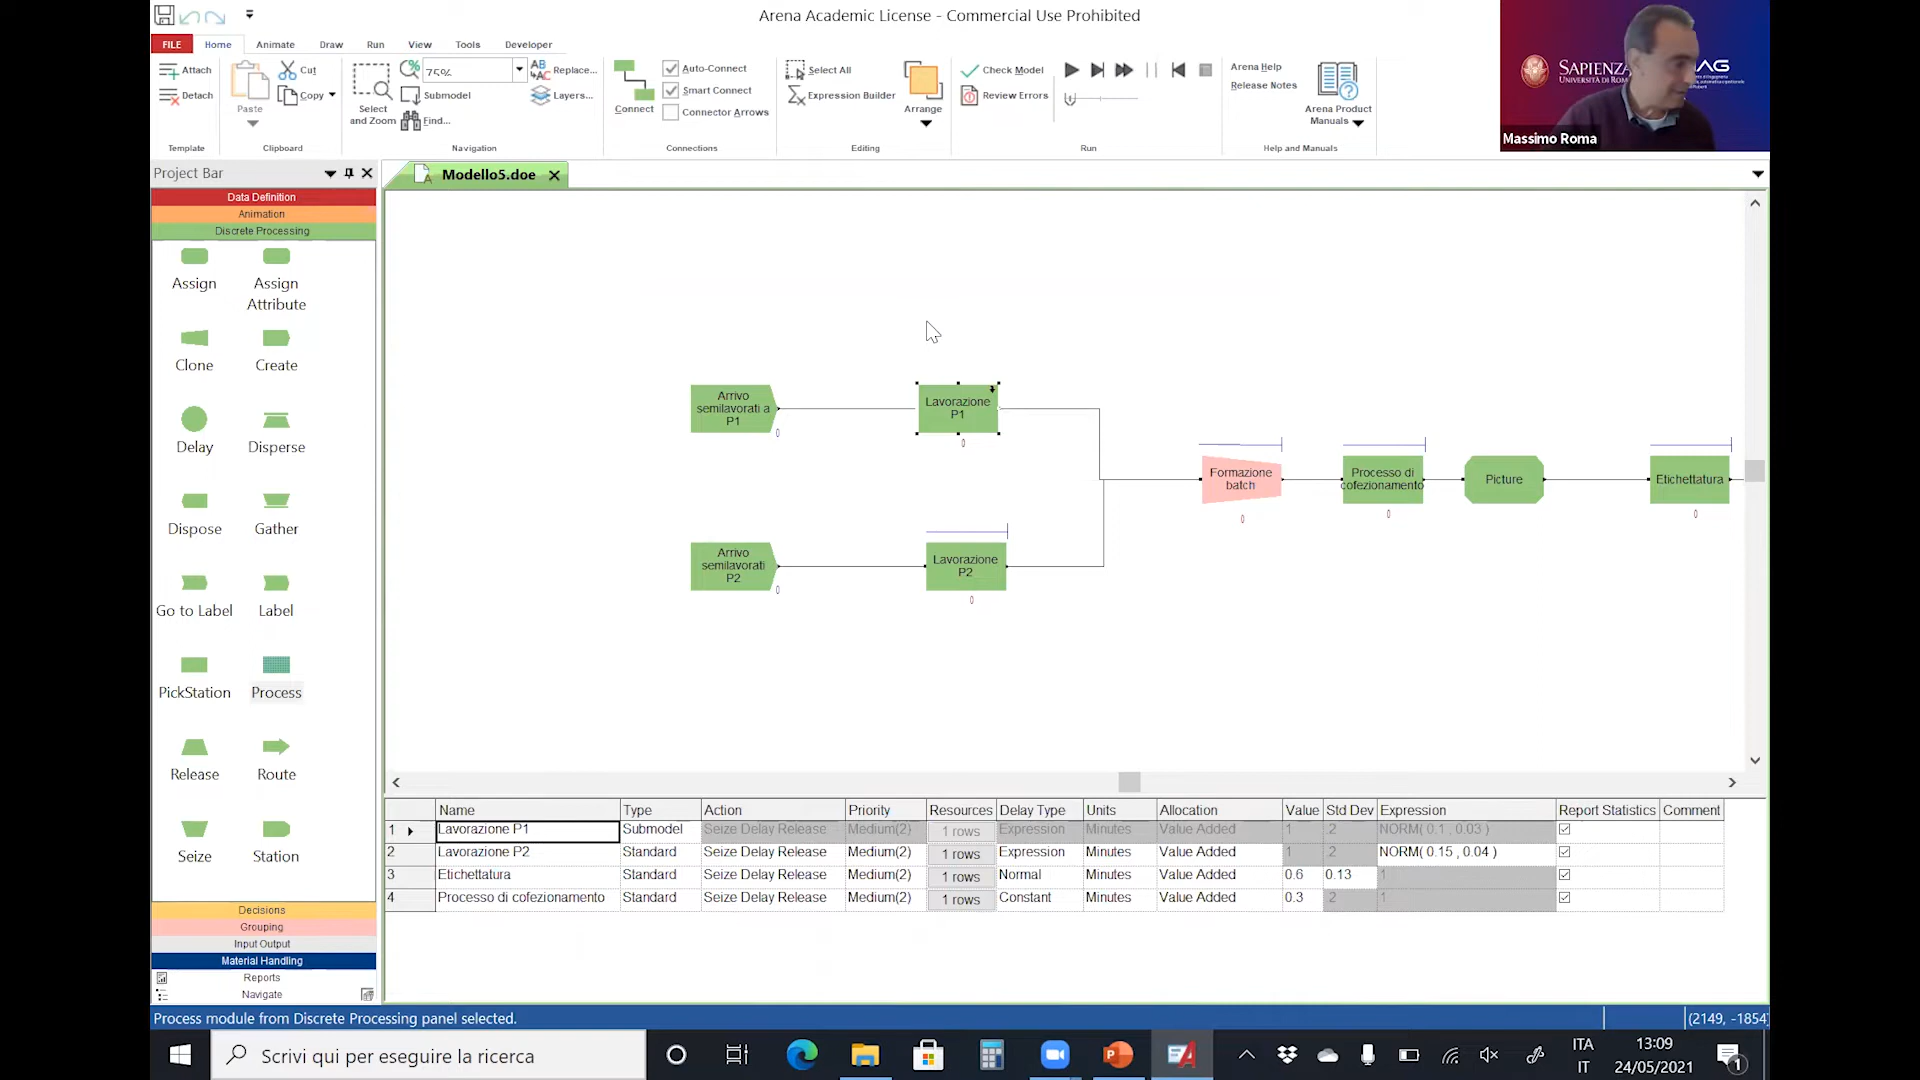 Arena Academic License - Commercial Use Prohibited
FILE Home Animate Draw Run View Tools Developer
Attach
Detach
Template
Paste
Cut
Copy
Clipboard
Select and Zoom
75%
Submodel
Find...
Replace...
Layers...
Navigation
Connect
Auto-Connect
Smart Connect
Connector Arrows
Connections
Select All
Expression Builder
Arrange
Editing
Check Model
Review Errors
Run
Arena Help
Release Notes
Arena Product Manuals
Help and Manuals
SAPIENZA
Massimo Roma
Project Bar
Modello5.doe
Data Definition
Animation
Discrete Processing
Assign
Assign Attribute
Clone
Create
Delay
Disperse
Dispose
Gather
Go to Label
Label
PickStation
Process
Release
Route
Seize
Station
Decisions
Grouping
Input Output
Material Handling
Reports
Navigate
Arrivo
semilavorati a
P1
0
Lavorazione
P1
0
Arrivo
semilavorati
P2
0
Lavorazione
P2
0
Formazione
batch
0
Processo di
cofezionamento
0
Picture
Etichettatura
0
Name Type Action Priority Resources Delay Type Units Allocation Value Std Dev Expression Report Statistics Comment
1 Lavorazione P1 Submodel Seize Delay Release Medium(2) 1 rows Expression Minutes Value Added 1 .2 NORM( 0.1 , 0.03 )
2 Lavorazione P2 Standard Seize Delay Release Medium(2) 1 rows Expression Minutes Value Added 1 .2 NORM( 0.15 , 0.04 )
3 Etichettatura Standard Seize Delay Release Medium(2) 1 rows Normal Minutes Value Added 0.6 0.13 1
4 Processo di cofezionamento Standard Seize Delay Release Medium(2) 1 rows Constant Minutes Value Added 0.3 .2 1
Process module from Discrete Processing panel selected.
(2149, -1854)
Scrivi qui per eseguire la ricerca
ITA
IT
13:09
24/05/2021
1